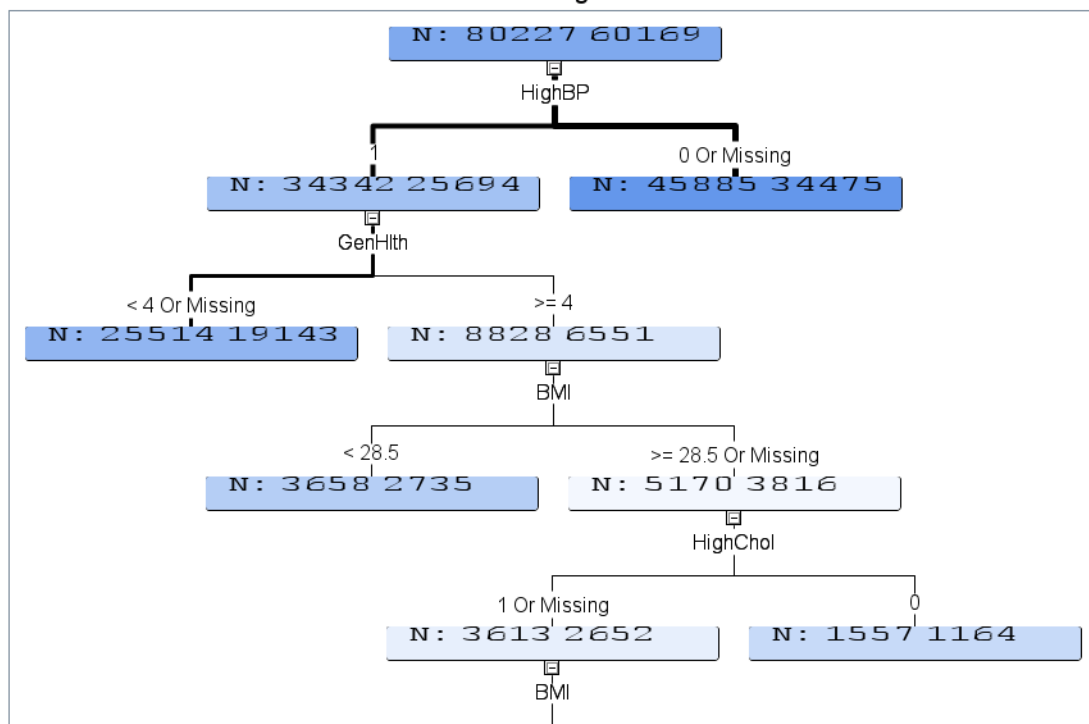 N: 80227 60169
HighBP
1
0 Or Missing
N: 34342 25694
N: 45885 34475
GenHlth
< 4 Or Missing
>= 4
N: 25514 19143
N: 8828 6551
BMI
< 28.5
>= 28.5 Or Missing
N: 3658 2735
N: 5170 3816
HighChol
1 Or Missing
0
N: 3613 2652
N: 1557 1164
BMI